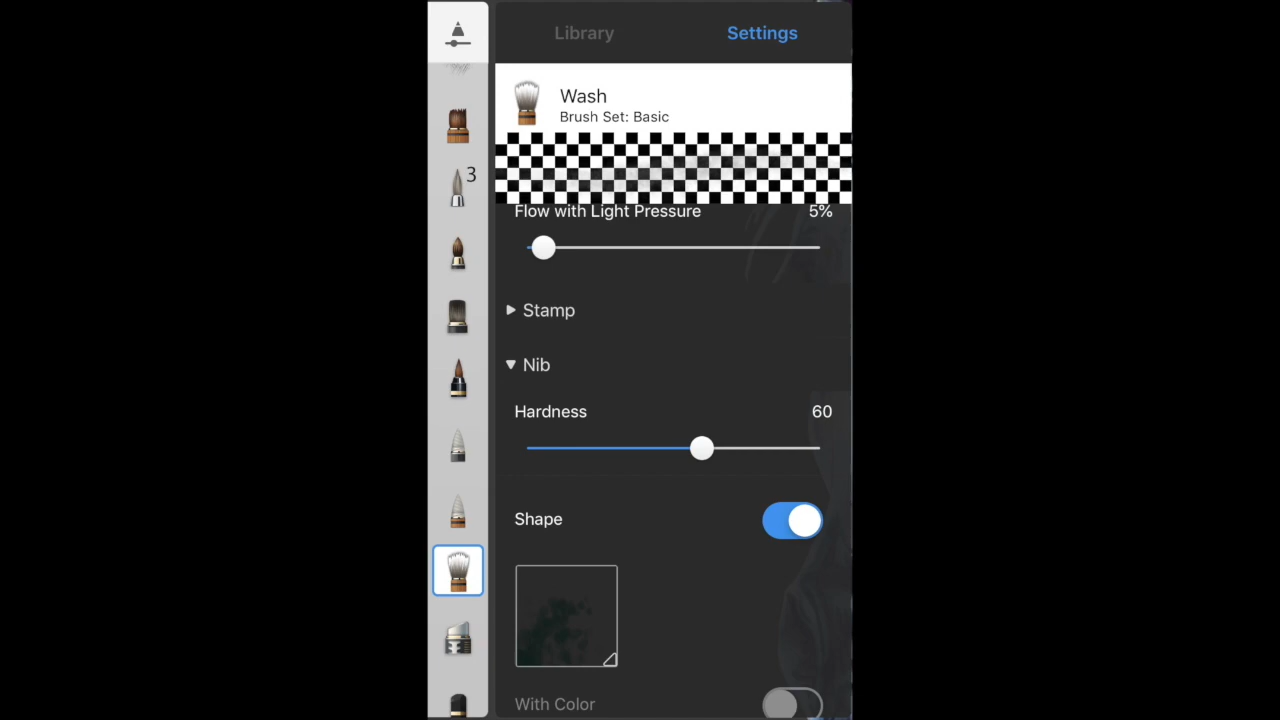 Library
Settings
Wash
Brush Set: Basic
3
Flow with Light Pressure
5%
Stamp
Nib
Hardness
60
Shape
With Color